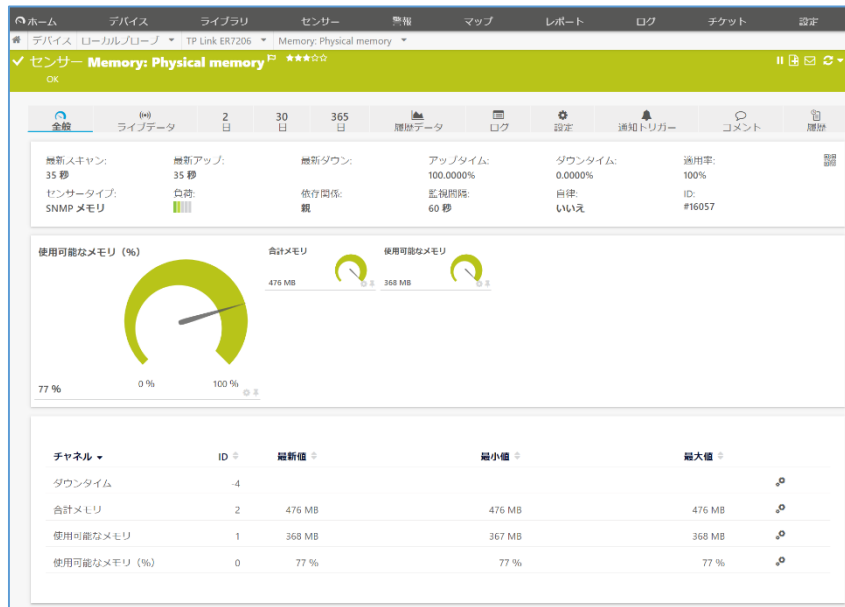 ホーム デバイス ライブラリ センサー 警報 マップ レポート ログ チケット 設定
デバイス ローカルプローブ TP Link ER7206 Memory: Physical memory
センサー Memory: Physical memory
OK
全般 ライブデータ 2 日 30 日 365 日 履歴データ ログ 設定 通知トリガー コメント 履歴
最新スキャン: 最新アップ: 最新ダウン: アップタイム: ダウンタイム: 適用率:
35 秒 35 秒 100.0000% 0.0000% 100%
センサータイプ: 負荷: 依存関係: 監視間隔: 自律: ID:
SNMP メモリ 親 60 秒 いいえ #16057
使用可能なメモリ (%) 合計メモリ 使用可能なメモリ
476 MB 368 MB
0 % 100 %
77 %
チャネル ID 最新値 最小値 最大値
ダウンタイム -4
合計メモリ 2 476 MB 476 MB 476 MB
使用可能なメモリ 1 368 MB 367 MB 368 MB
使用可能なメモリ (%) 0 77 % 77 % 77 %